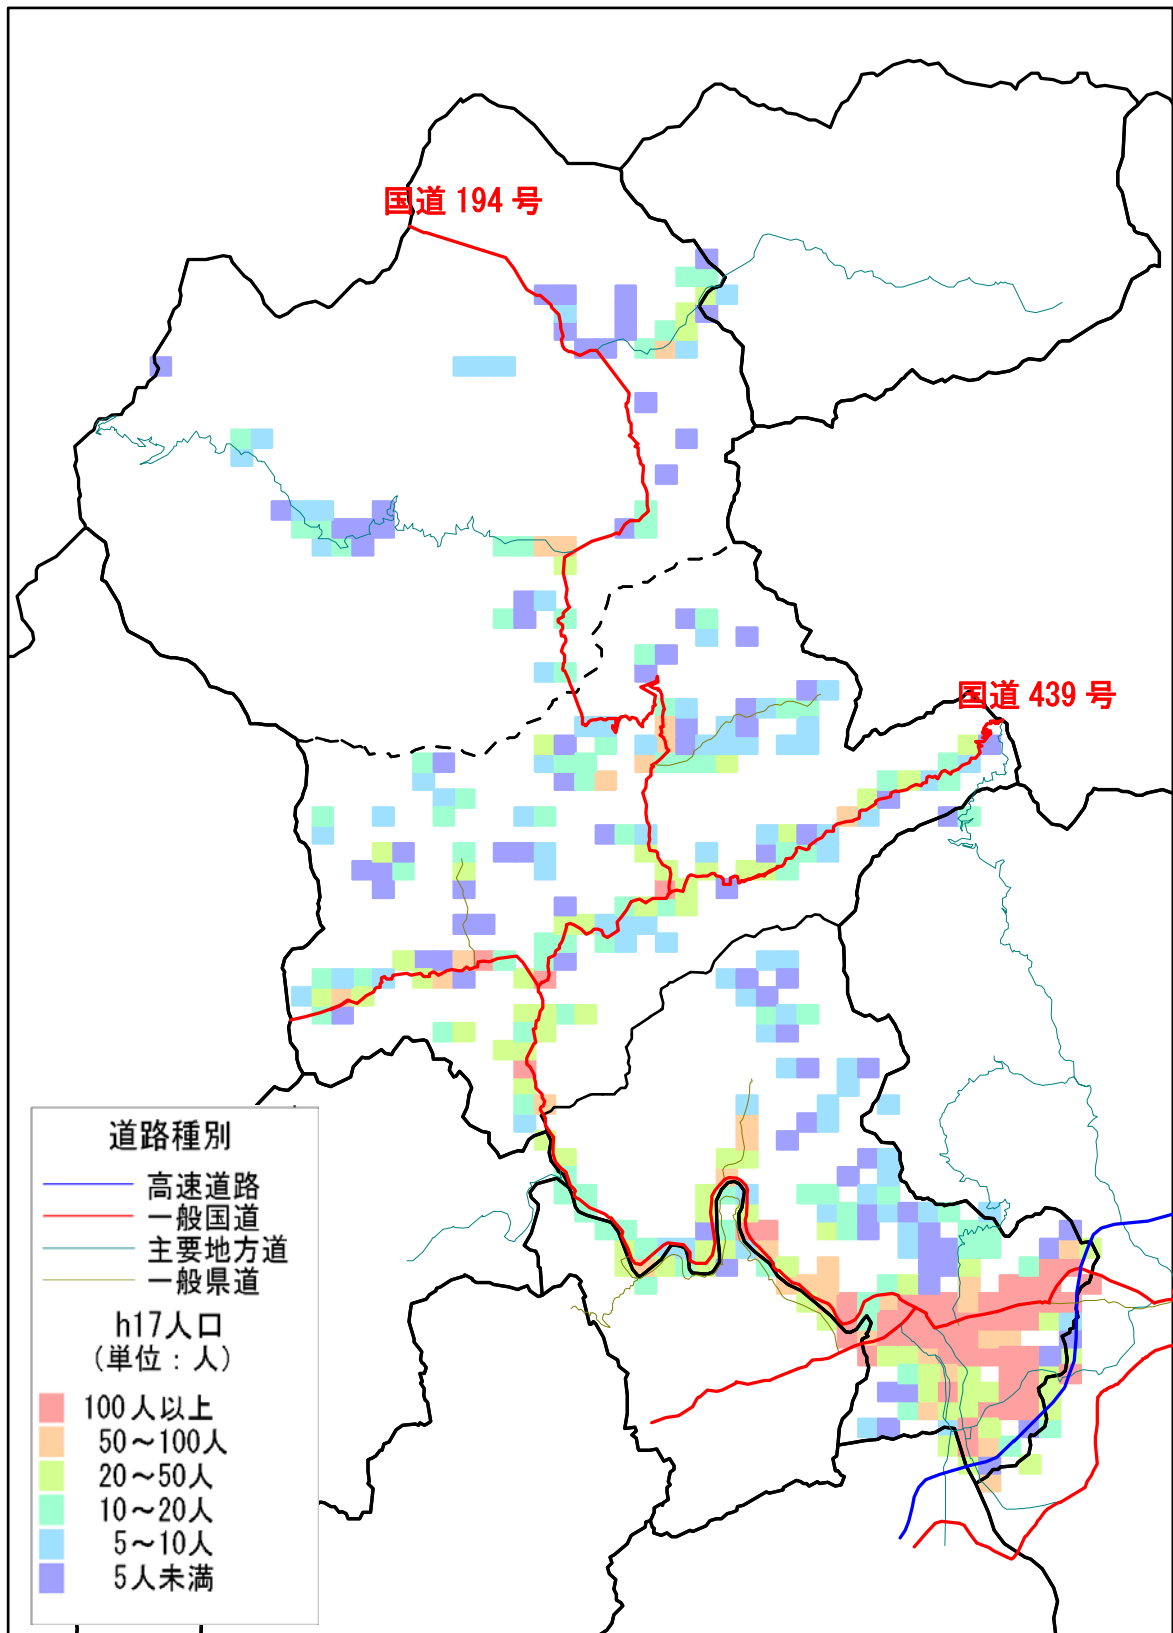 国道 194 号
国道 439 号
道路種別
高速道路
一般国道
主要地方道
一般県道
h17人口
(単位：人)
100人以上
50～100人
20～50人
10～20人
5～10人
5人未満